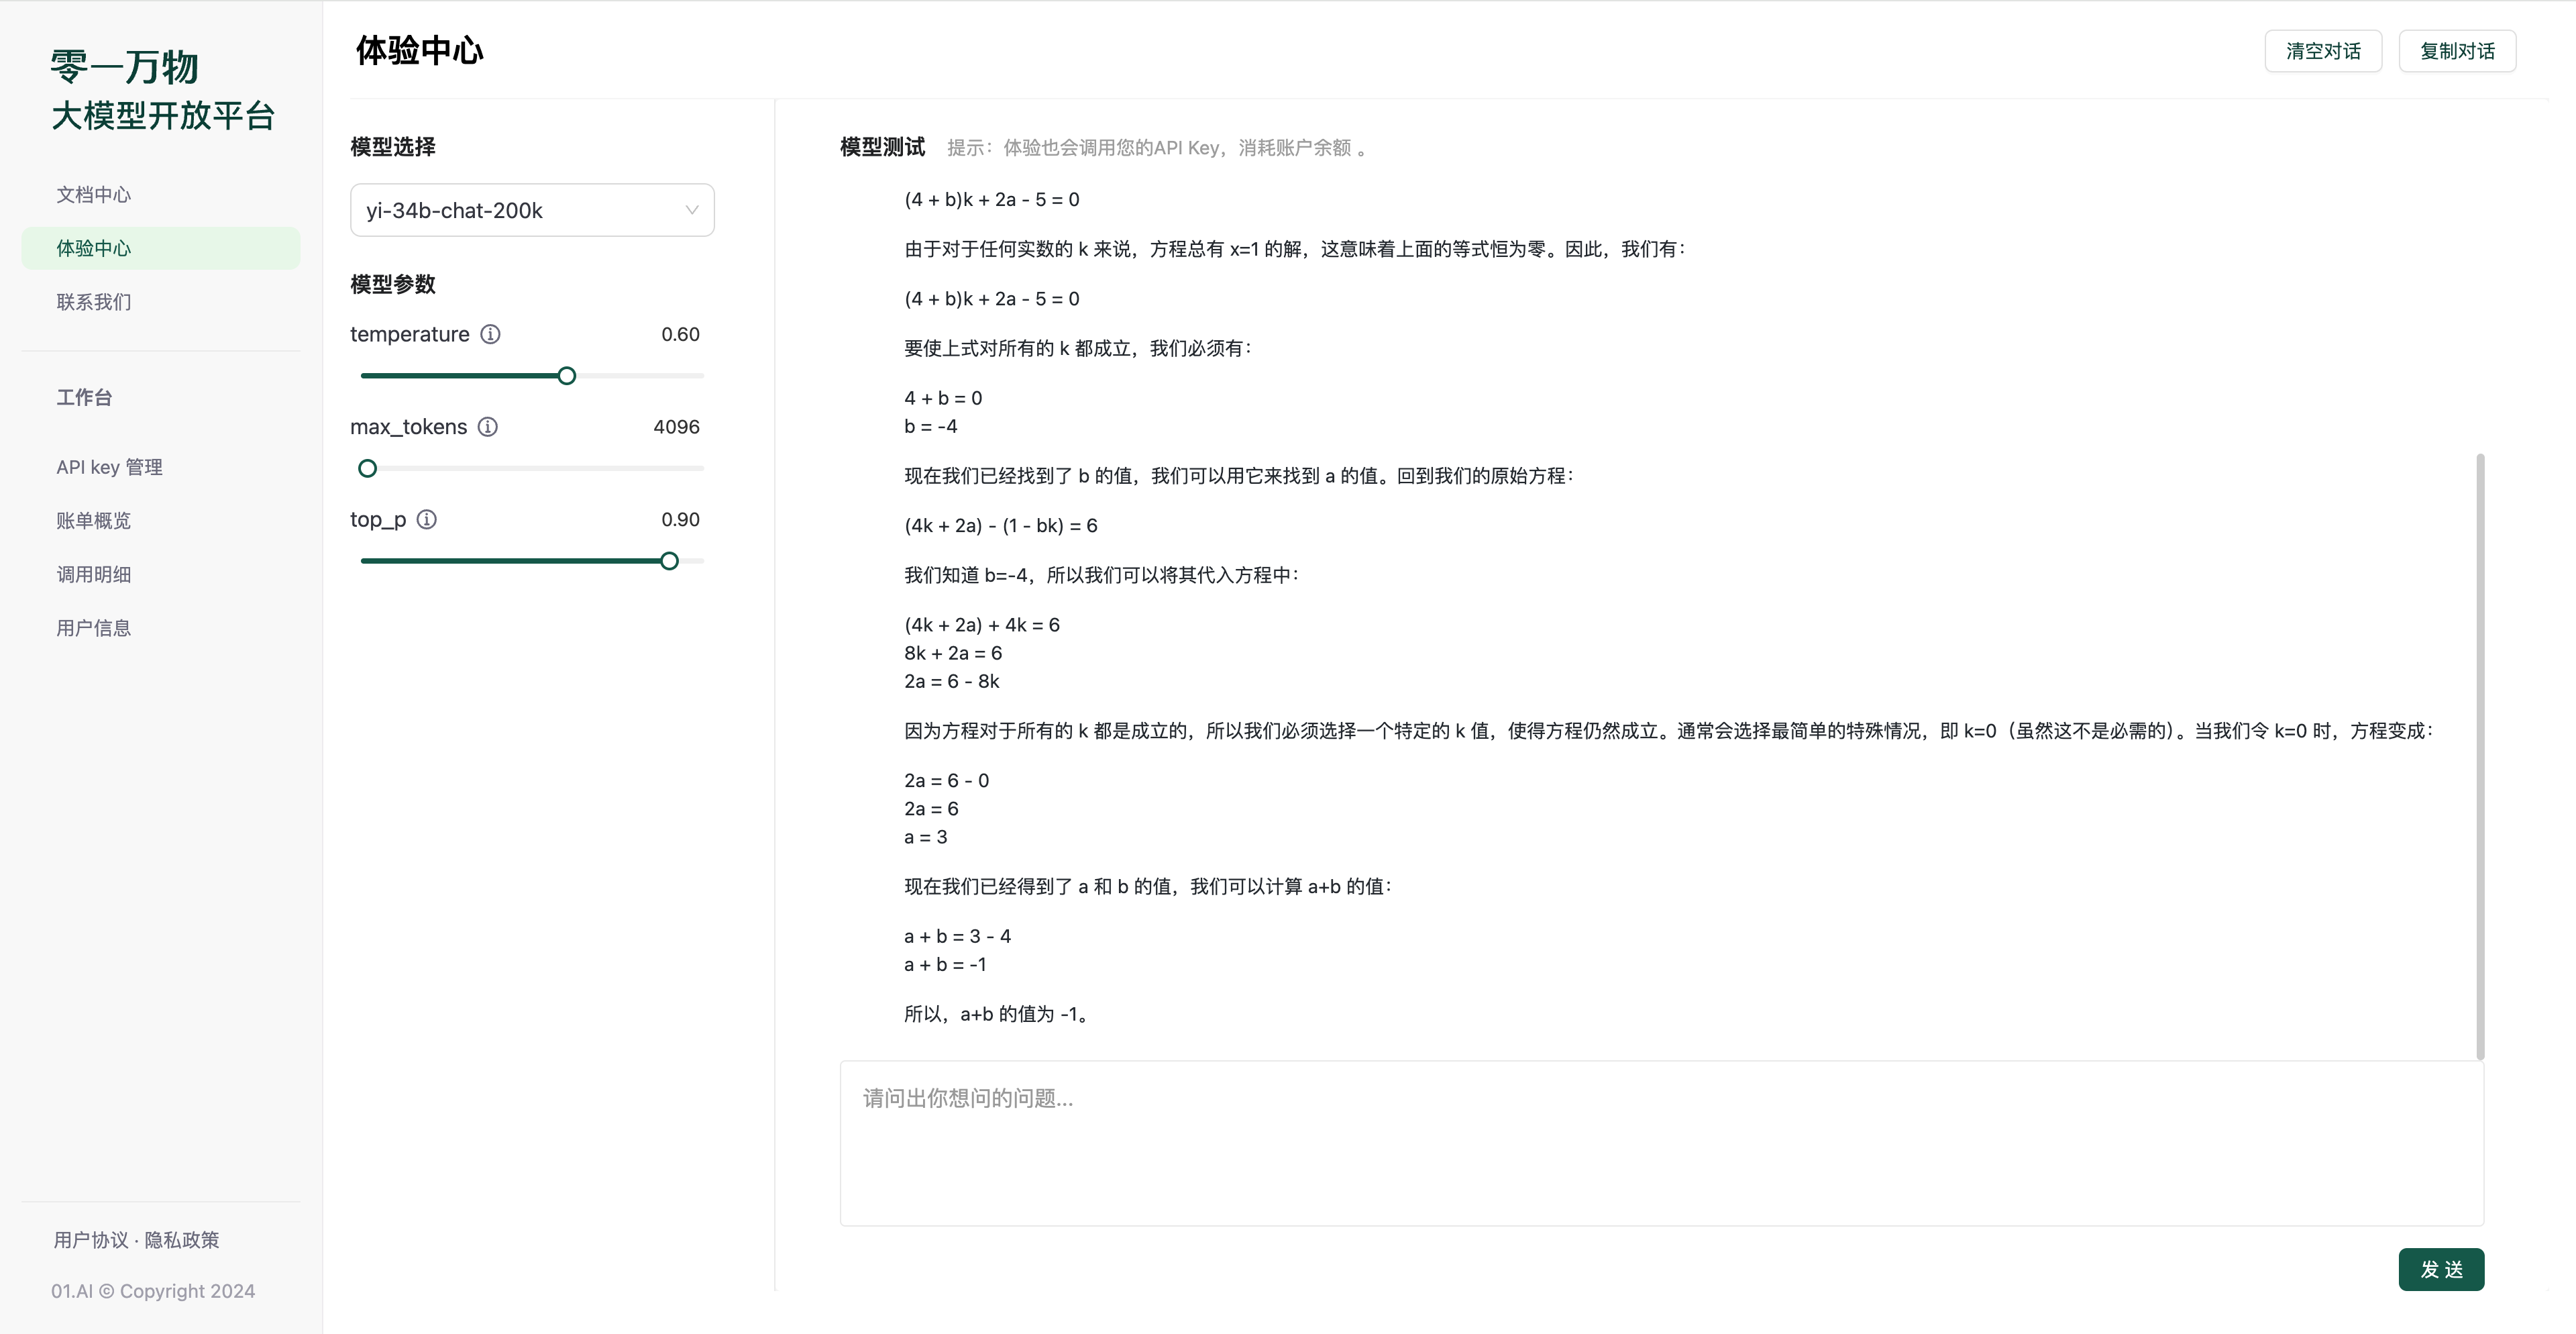 零一万物
大模型开放平台
文档中心
体验中心
联系我们
工作台
API key 管理
账单概览
调用明细
用户信息
用户协议 · 隐私政策
01.AI © Copyright 2024
体验中心
清空对话
复制对话
模型选择
yi-34b-chat-200k
模型参数
temperature 0.60
max_tokens 4096
top_p 0.90
模型测试 提示：体验也会调用您的API Key，消耗账户余额 。
(4 + b)k + 2a - 5 = 0
由于对于任何实数的 k 来说，方程总有 x=1 的解，这意味着上面的等式恒为零。因此，我们有：
(4 + b)k + 2a - 5 = 0
要使上式对所有的 k 都成立，我们必须有：
4 + b = 0
b = -4
现在我们已经找到了 b 的值，我们可以用它来找到 a 的值。回到我们的原始方程：
(4k + 2a) - (1 - bk) = 6
我们知道 b=-4，所以我们可以将其代入方程中：
(4k + 2a) + 4k = 6
8k + 2a = 6
2a = 6 - 8k
因为方程对于所有的 k 都是成立的，所以我们必须选择一个特定的 k 值，使得方程仍然成立。通常会选择最简单的特殊情况，即 k=0（虽然这不是必需的）。当我们令 k=0 时，方程变成：
2a = 6 - 0
2a = 6
a = 3
现在我们已经得到了 a 和 b 的值，我们可以计算 a+b 的值：
a + b = 3 - 4
a + b = -1
所以，a+b 的值为 -1。
请问出你想问的问题...
发 送